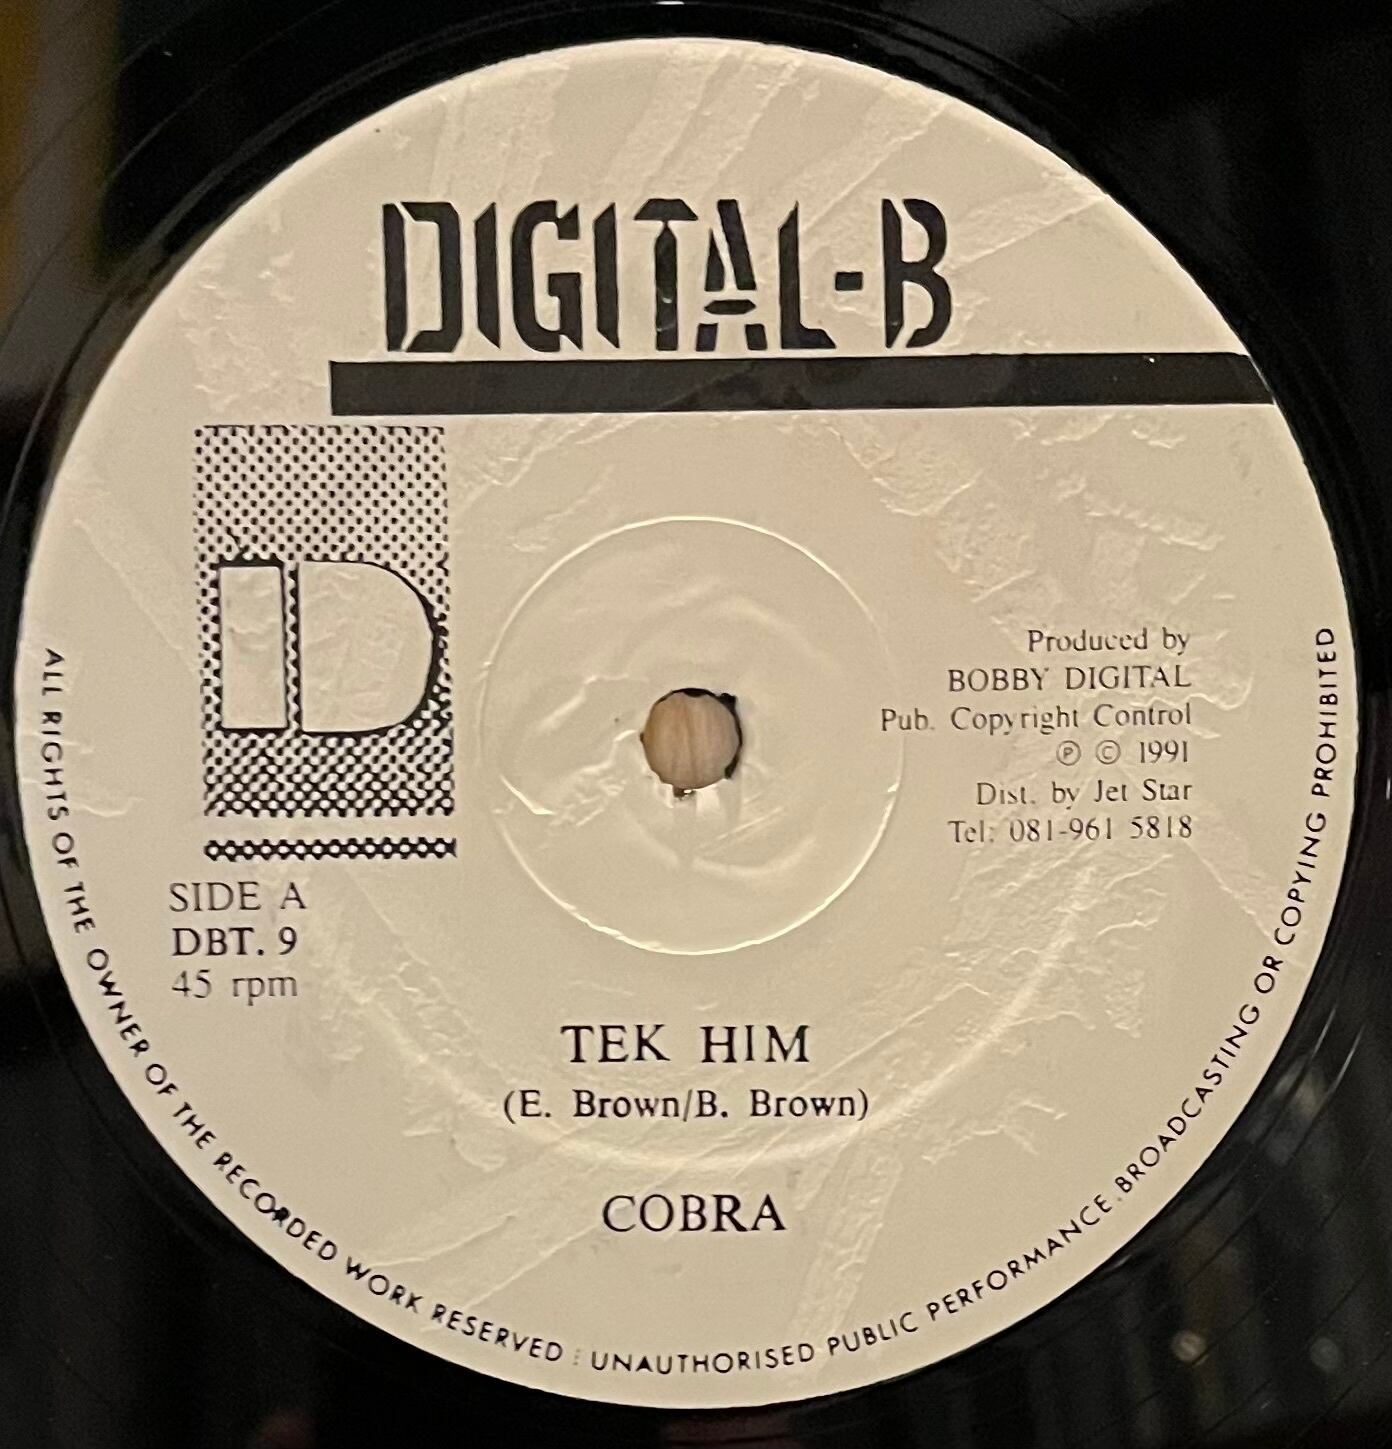 DIGITAL-B
D
Produced by
BOBBY DIGITAL
Pub. Copyright Control
Ⓟ © 1991
Dist. by Jet Star
Tel: 081-961 5818
SIDE A
DBT. 9
45 rpm
TEK HIM
(E. Brown/B. Brown)
COBRA
ALL RIGHTS OF THE OWNER OF THE RECORDED WORK RESERVED : UNAUTHORISED PUBLIC PERFORMANCE, BROADCASTING OR COPYING PROHIBITED